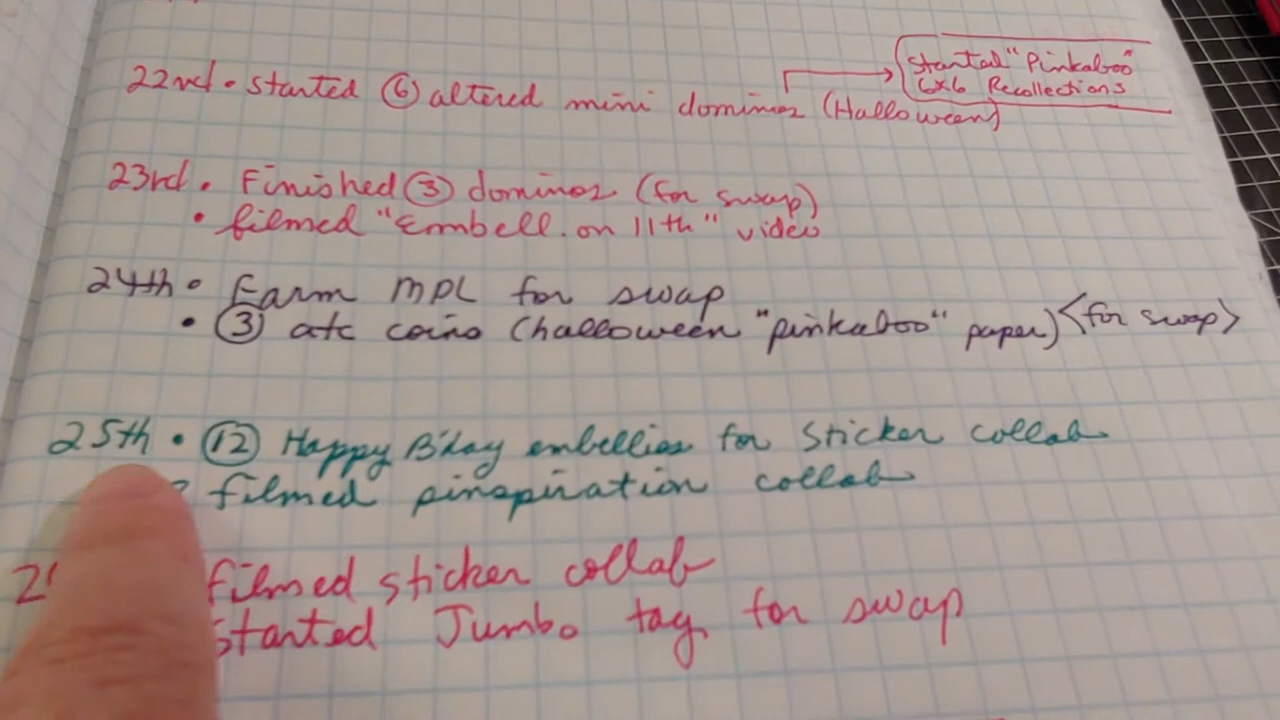 started "Pinkaboo"
6x6 Recollections
22nd • started ⑥ altered mini dominos (Halloween)
23rd • Finished ③ dominos (for swap)
• filmed "Embell. on 11th" video
24th • Farm MPL for swap
• ③ atc coins (halloween "pinkaboo" paper) <for swap>
25th • ⑫ Happy B'day embellies for Sticker collab
filmed pinspiration collab
filmed sticker collab
Started Jumbo tag for swap